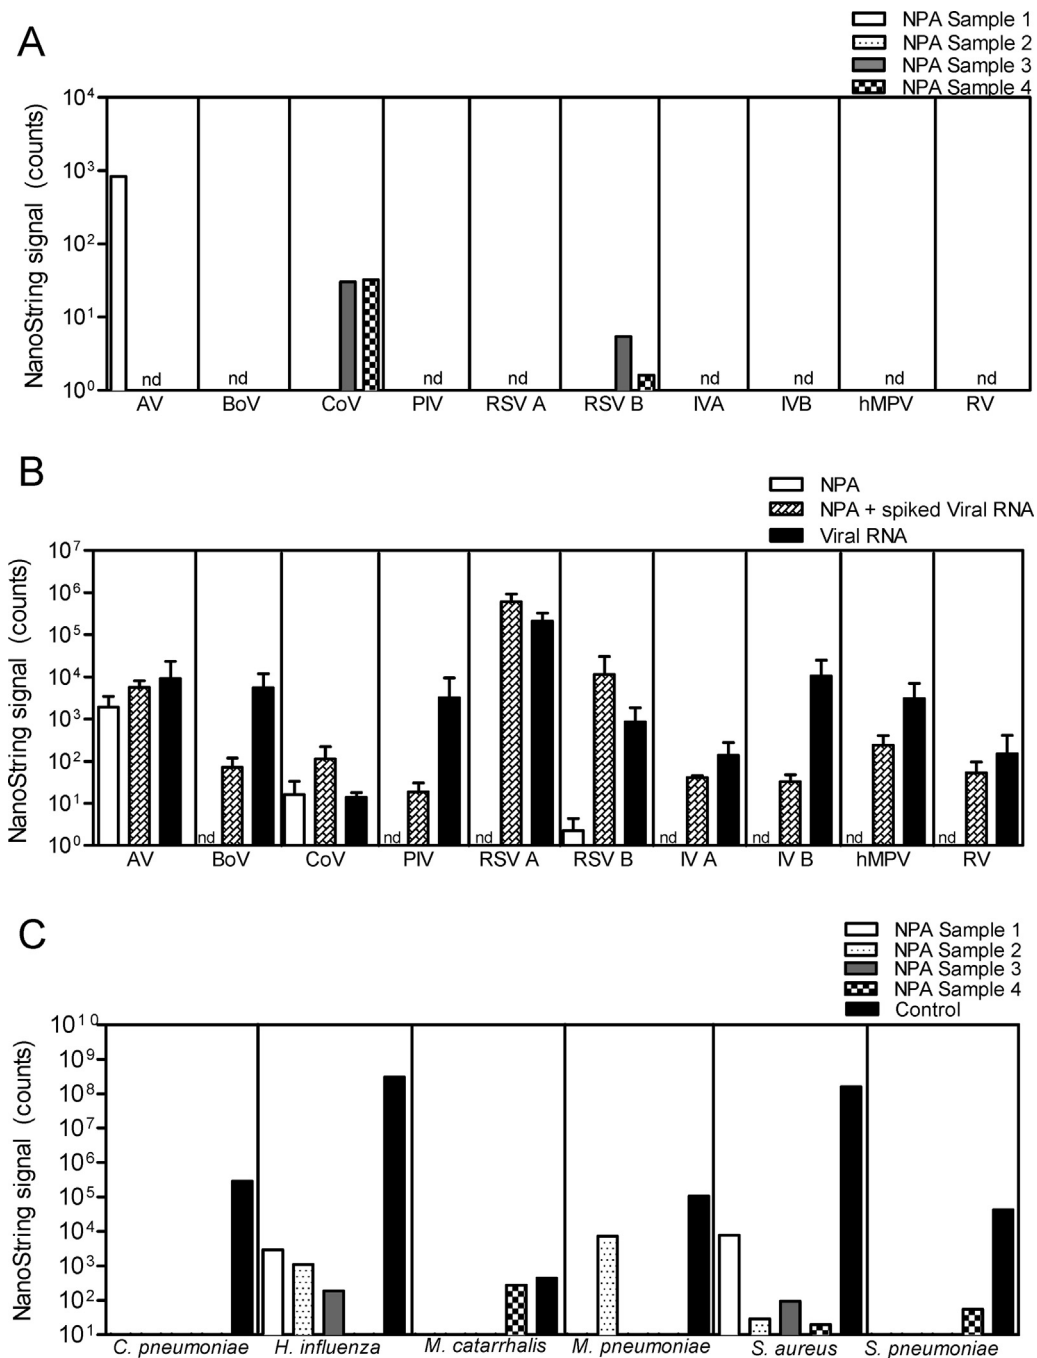 A
NPA Sample 1
NPA Sample 2
NPA Sample 3
NPA Sample 4
NanoString signal (counts)
10⁴
10³
10²
10¹
10⁰
nd nd nd nd nd nd nd nd
AV BoV CoV PIV RSV A RSV B IVA IVB hMPV RV
B
NPA
NPA + spiked Viral RNA
Viral RNA
NanoString signal (counts)
10⁷
10⁶
10⁵
10⁴
10³
10²
10¹
10⁰
nd nd nd nd nd nd nd
AV BoV CoV PIV RSV A RSV B IV A IV B hMPV RV
C
NPA Sample 1
NPA Sample 2
NPA Sample 3
NPA Sample 4
Control
NanoString signal (counts)
10¹⁰
10⁹
10⁸
10⁷
10⁶
10⁵
10⁴
10³
10²
10¹
C. pneumoniae H. influenza M. catarrhalis M. pneumoniae S. aureus S. pneumoniae